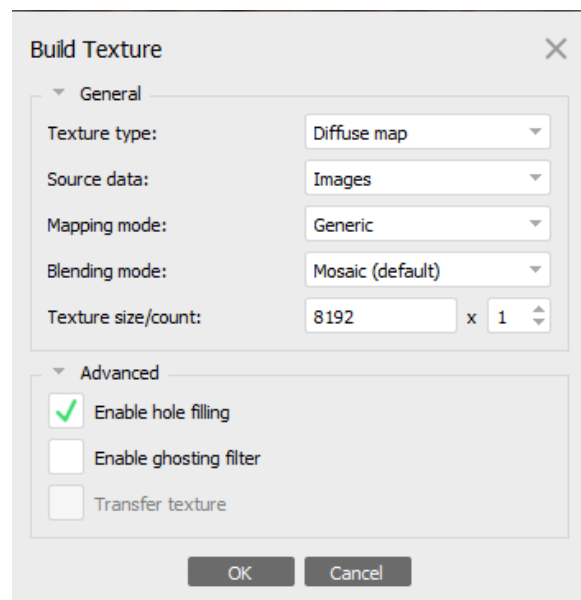 Build Texture
General
Texture type: Diffuse map
Source data: Images
Mapping mode: Generic
Blending mode: Mosaic (default)
Texture size/count: 8192 x 1
Advanced
Enable hole filling
Enable ghosting filter
Transfer texture
OK Cancel